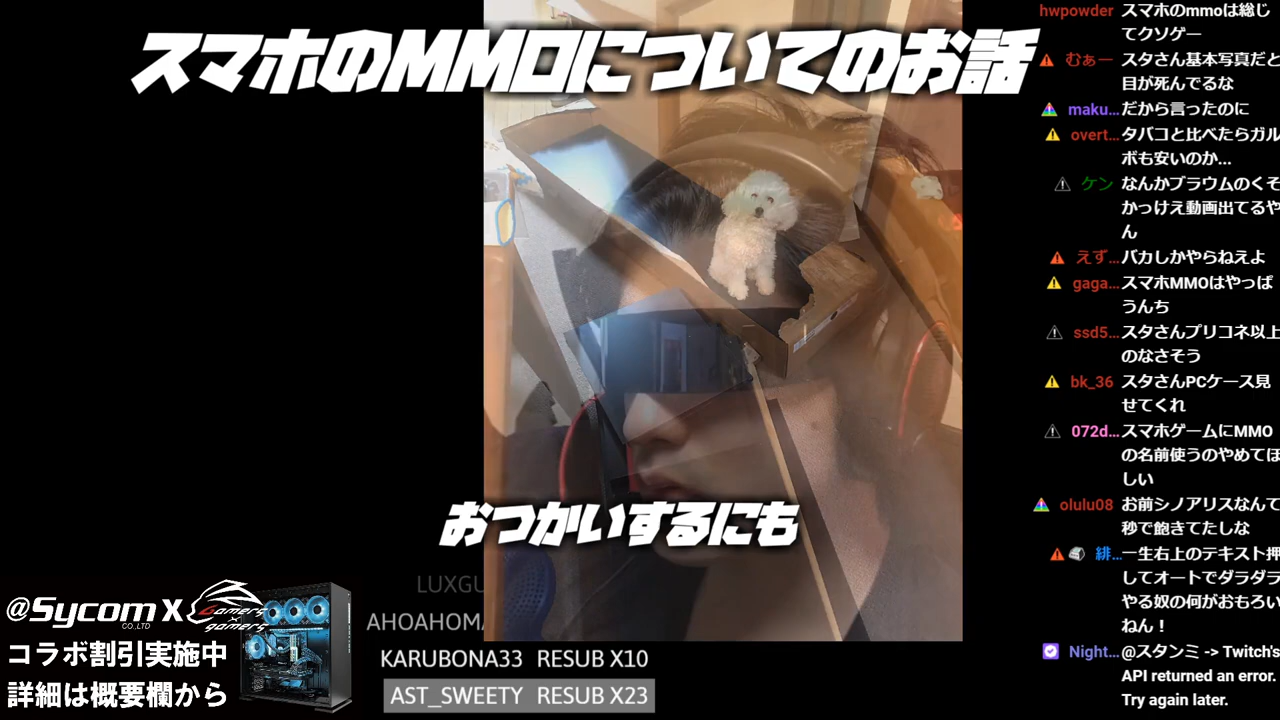 スマホのMMOについてのお話
おつかいするにも
LUXGU
AHOAHOMA
KARUBONA33 RESUB X10
AST_SWEETY RESUB X23
@Sycom X Gamers gamers
CO.,LTD
コラボ割引実施中
詳細は概要欄から
hwpowder スマホのmmoは総じ
てクソゲー
むぁー スタさん基本写真だと
目が死んでるな
maku... だから言ったのに
overt... タバコと比べたらガル
ボも安いのか...
ケン なんかブラウムのくそ
かっけえ動画出てるや
ん
えず... バカしかやらねえよ
gaga... スマホMMOはやっぱ
うんち
ssd5... スタさんプリコネ以上
のなさそう
bk_36 スタさんPCケース見
せてくれ
072d... スマホゲームにMMO
の名前使うのやめてほ
しい
olulu08 お前シノアリスなんて
秒で飽きてたしな
緋... 一生右上のテキスト押
してオートでダラダラ
やる奴の何がおもろい
ねん！
Night... @スタンミ -> Twitch's
API returned an error.
Try again later.